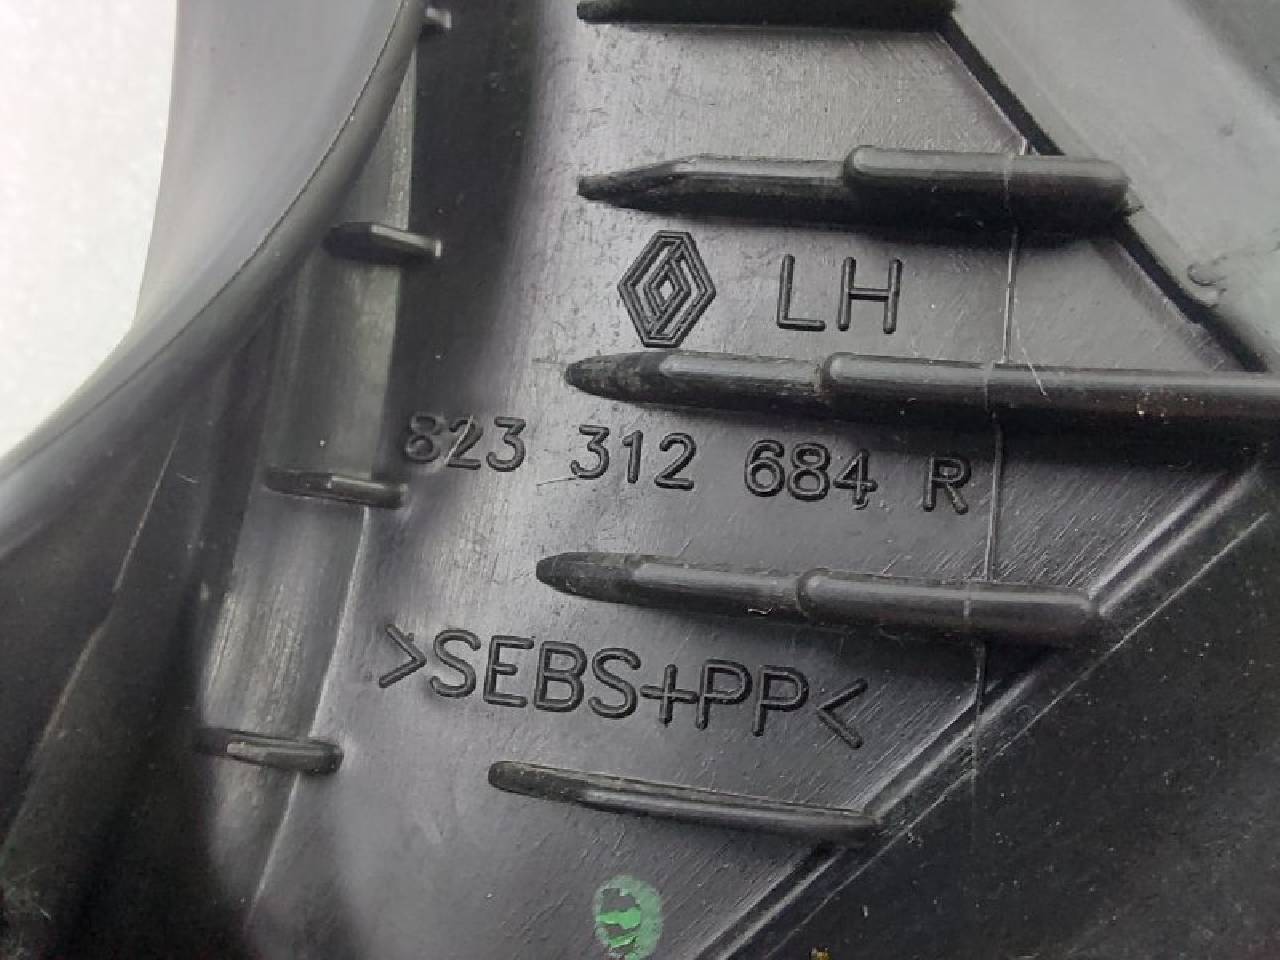 LH
823 312 684 R
>SEBS+PP<